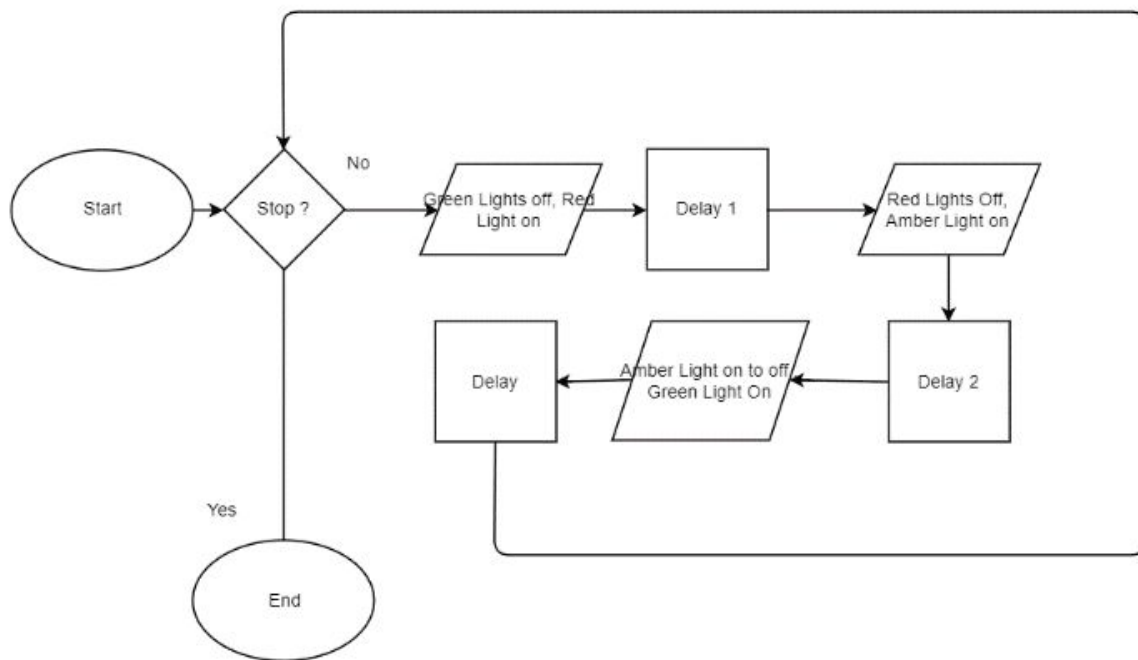 Start
Stop ?
No
Green Lights off, Red
Light on
Delay 1
Red Lights Off,
Amber Light on
Delay 2
Amber Light on to off
Green Light On
Delay
Yes
End